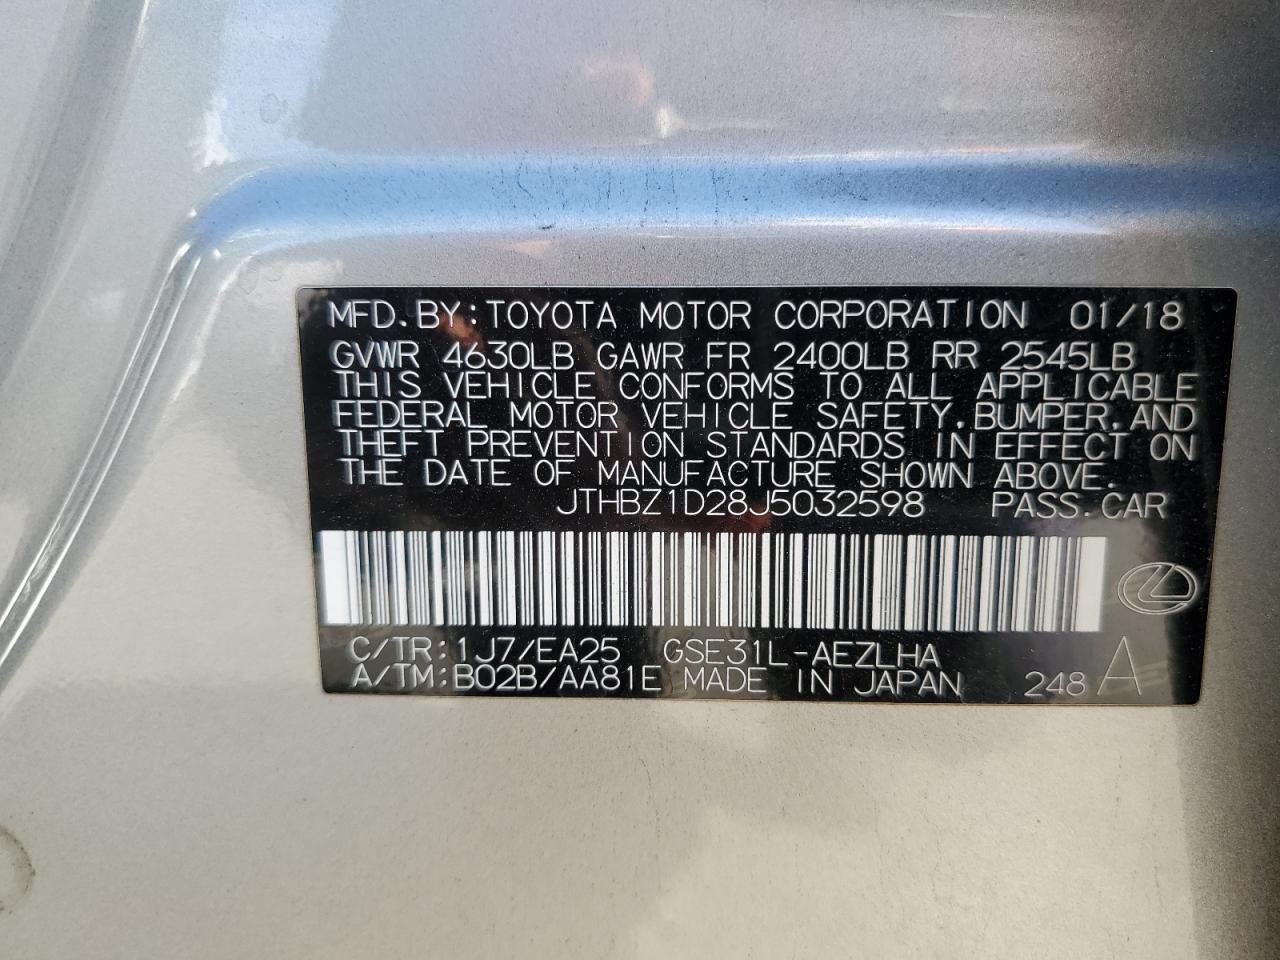 MFD. BY: TOYOTA MOTOR CORPORATION 01/18
GVWR 4630LB GAWR FR 2400LB RR 2545LB
THIS VEHICLE CONFORMS TO ALL APPLICABLE
FEDERAL MOTOR VEHICLE SAFETY, BUMPER, AND
THEFT PREVENTION STANDARDS IN EFFECT ON
THE DATE OF MANUFACTURE SHOWN ABOVE.
JTHBZ1D28J5032598 PASS. CAR
C/TR: 1J7/EA25 GSE31L-AEZLHA
A/TM: B02B/AA81E MADE IN JAPAN 248 A